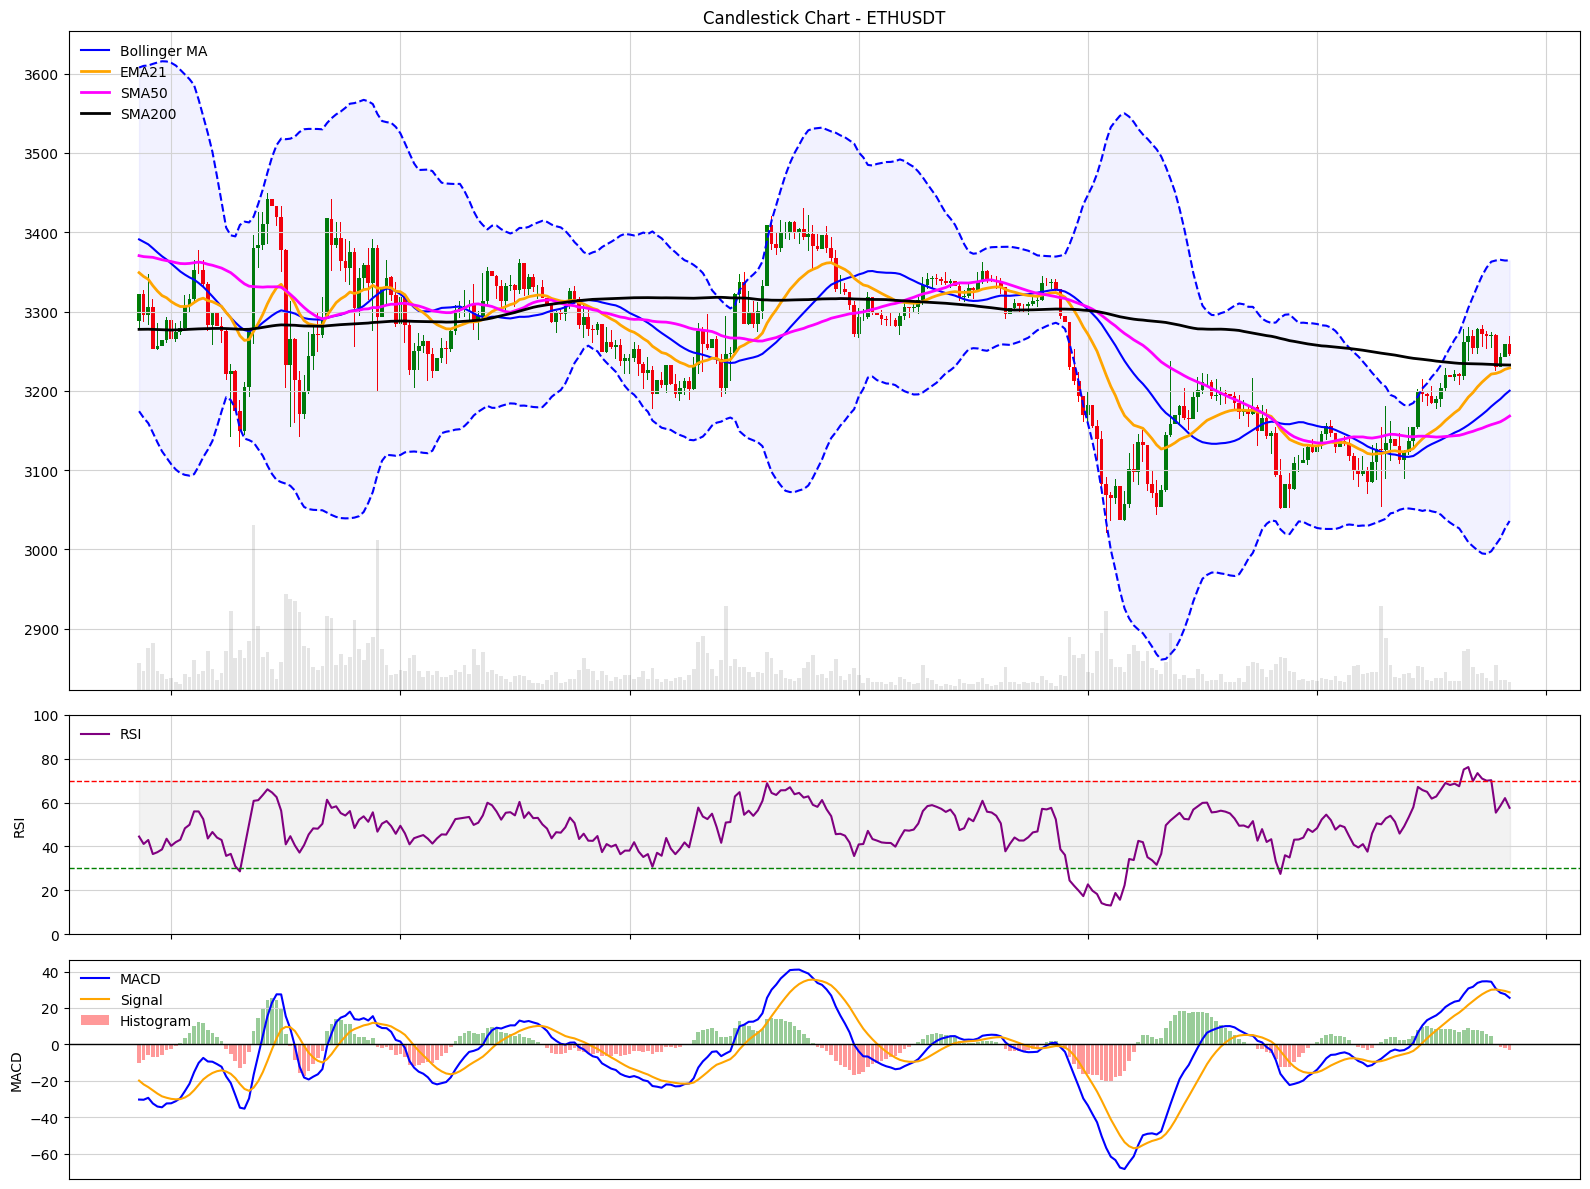 Candlestick Chart - ETHUSDT
Bollinger MA
EMA21
SMA50
SMA200
3600
3500
3400
3300
3200
3100
3000
2900
RSI
100
80
60
40
20
0
RSI
MACD
Signal
Histogram
40
20
0
−20
−40
−60
MACD